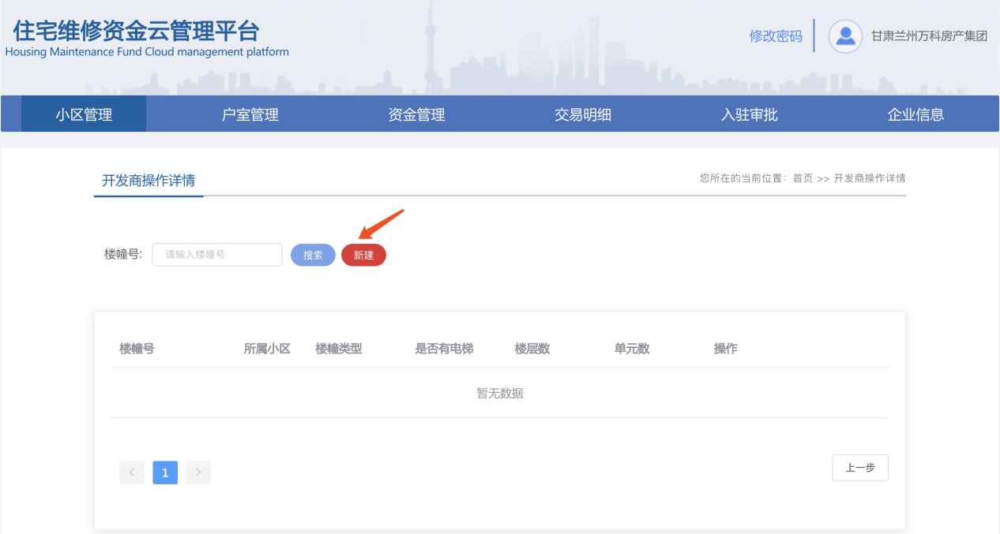 住宅维修资金云管理平台
Housing Maintenance Fund Cloud management platform
修改密码
甘肃兰州万科房产集团
小区管理 户室管理 资金管理 交易明细 入驻审批 企业信息
开发商操作详情
您所在的当前位置: 首页 >> 开发商操作详情
楼幢号: 请输入楼幢号 搜索 新建
楼幢号 所属小区 楼幢类型 是否有电梯 楼层数 单元数 操作
暂无数据
< 1 >
上一步